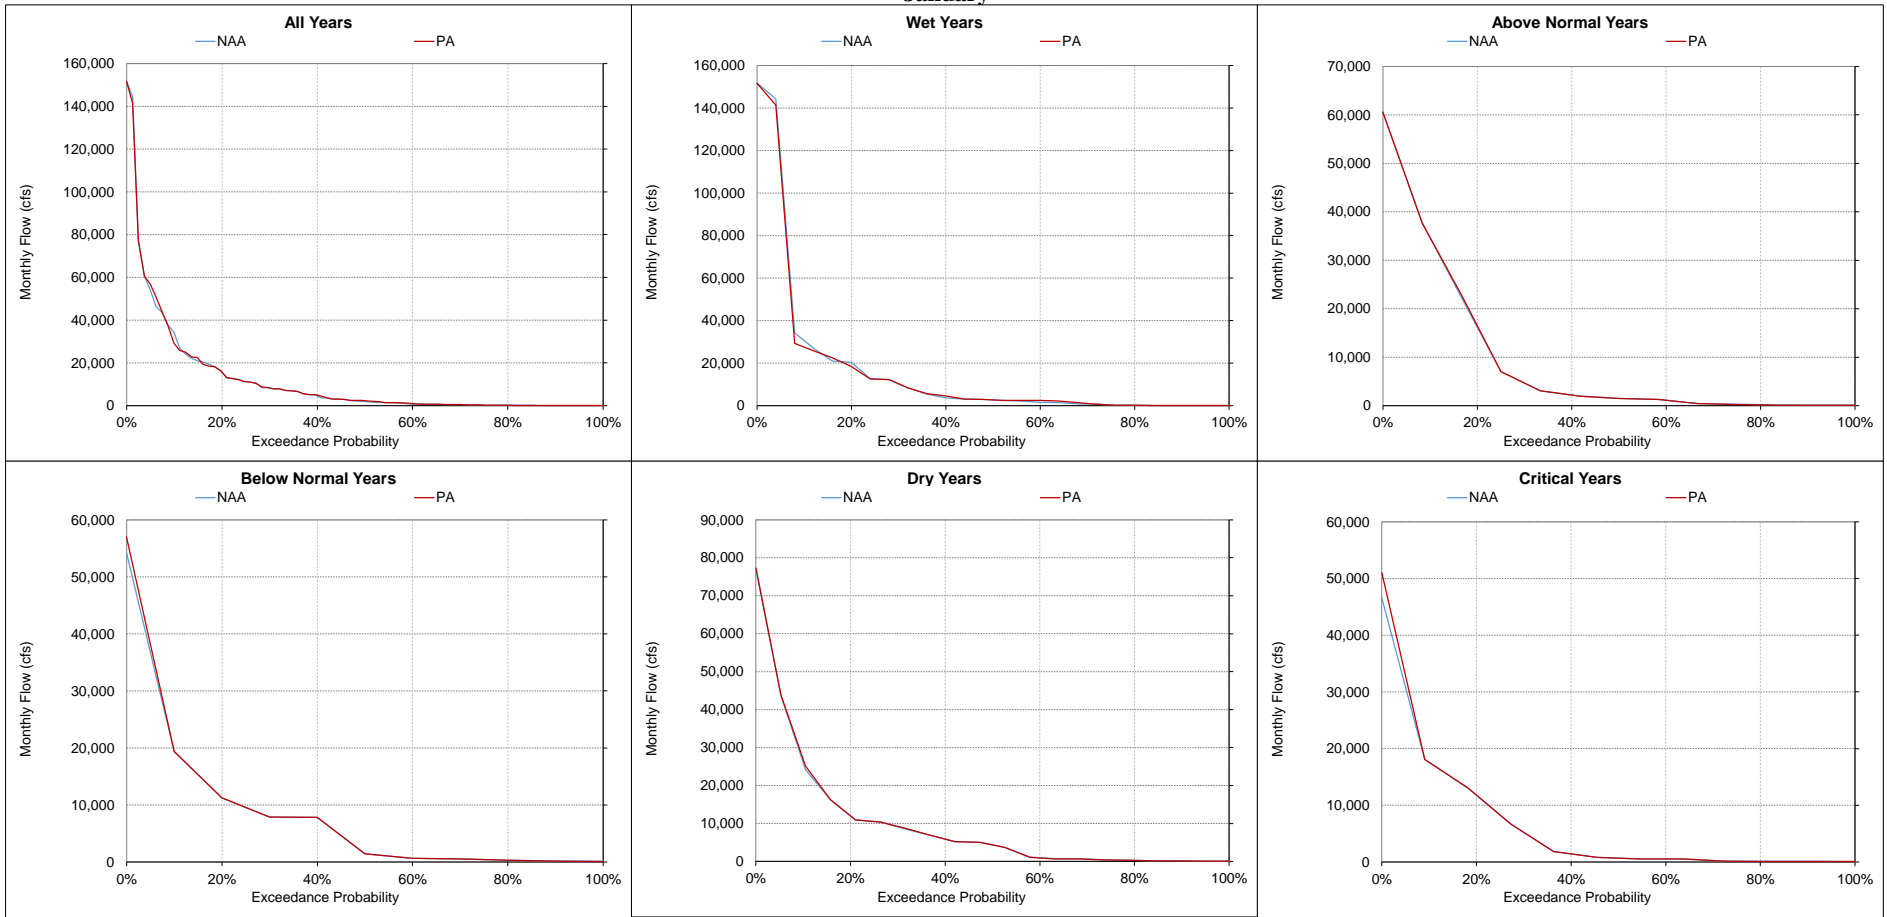 All Years
NAA PA
160,000
140,000
120,000
100,000
80,000
60,000
40,000
20,000
0
Monthly Flow (cfs)
0% 20% 40% 60% 80% 100%
Exceedance Probability
Wet Years
NAA PA
160,000
140,000
120,000
100,000
80,000
60,000
40,000
20,000
0
Monthly Flow (cfs)
0% 20% 40% 60% 80% 100%
Exceedance Probability
Above Normal Years
NAA PA
70,000
60,000
50,000
40,000
30,000
20,000
10,000
0
Monthly Flow (cfs)
0% 20% 40% 60% 80% 100%
Exceedance Probability
Below Normal Years
NAA PA
60,000
50,000
40,000
30,000
20,000
10,000
0
Monthly Flow (cfs)
0% 20% 40% 60% 80% 100%
Exceedance Probability
Dry Years
NAA PA
90,000
80,000
70,000
60,000
50,000
40,000
30,000
20,000
10,000
0
Monthly Flow (cfs)
0% 20% 40% 60% 80% 100%
Exceedance Probability
Critical Years
NAA PA
60,000
50,000
40,000
30,000
20,000
10,000
0
Monthly Flow (cfs)
0% 20% 40% 60% 80% 100%
Exceedance Probability